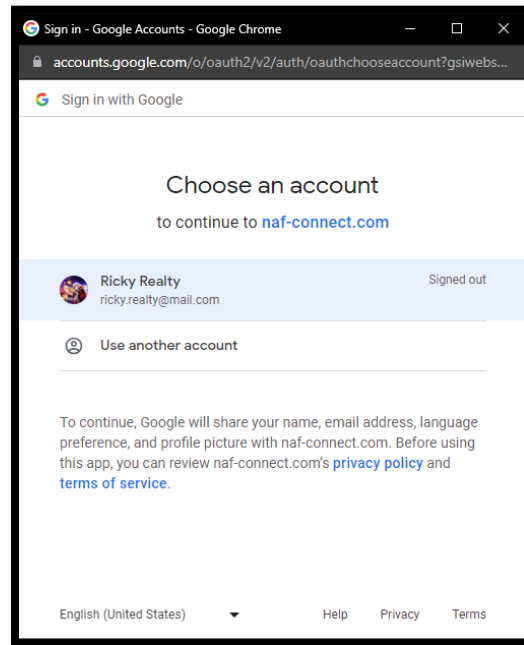 Sign in - Google Accounts - Google Chrome
accounts.google.com/o/oauth2/v2/auth/oauthchooseaccount?gsiwebs...
Sign in with Google
Choose an account
to continue to naf-connect.com
Ricky Realty
Signed out
ricky.realty@mail.com
Use another account
To continue, Google will share your name, email address, language
preference, and profile picture with naf-connect.com. Before using
this app, you can review naf-connect.com's privacy policy and
terms of service.
English (United States) Help Privacy Terms